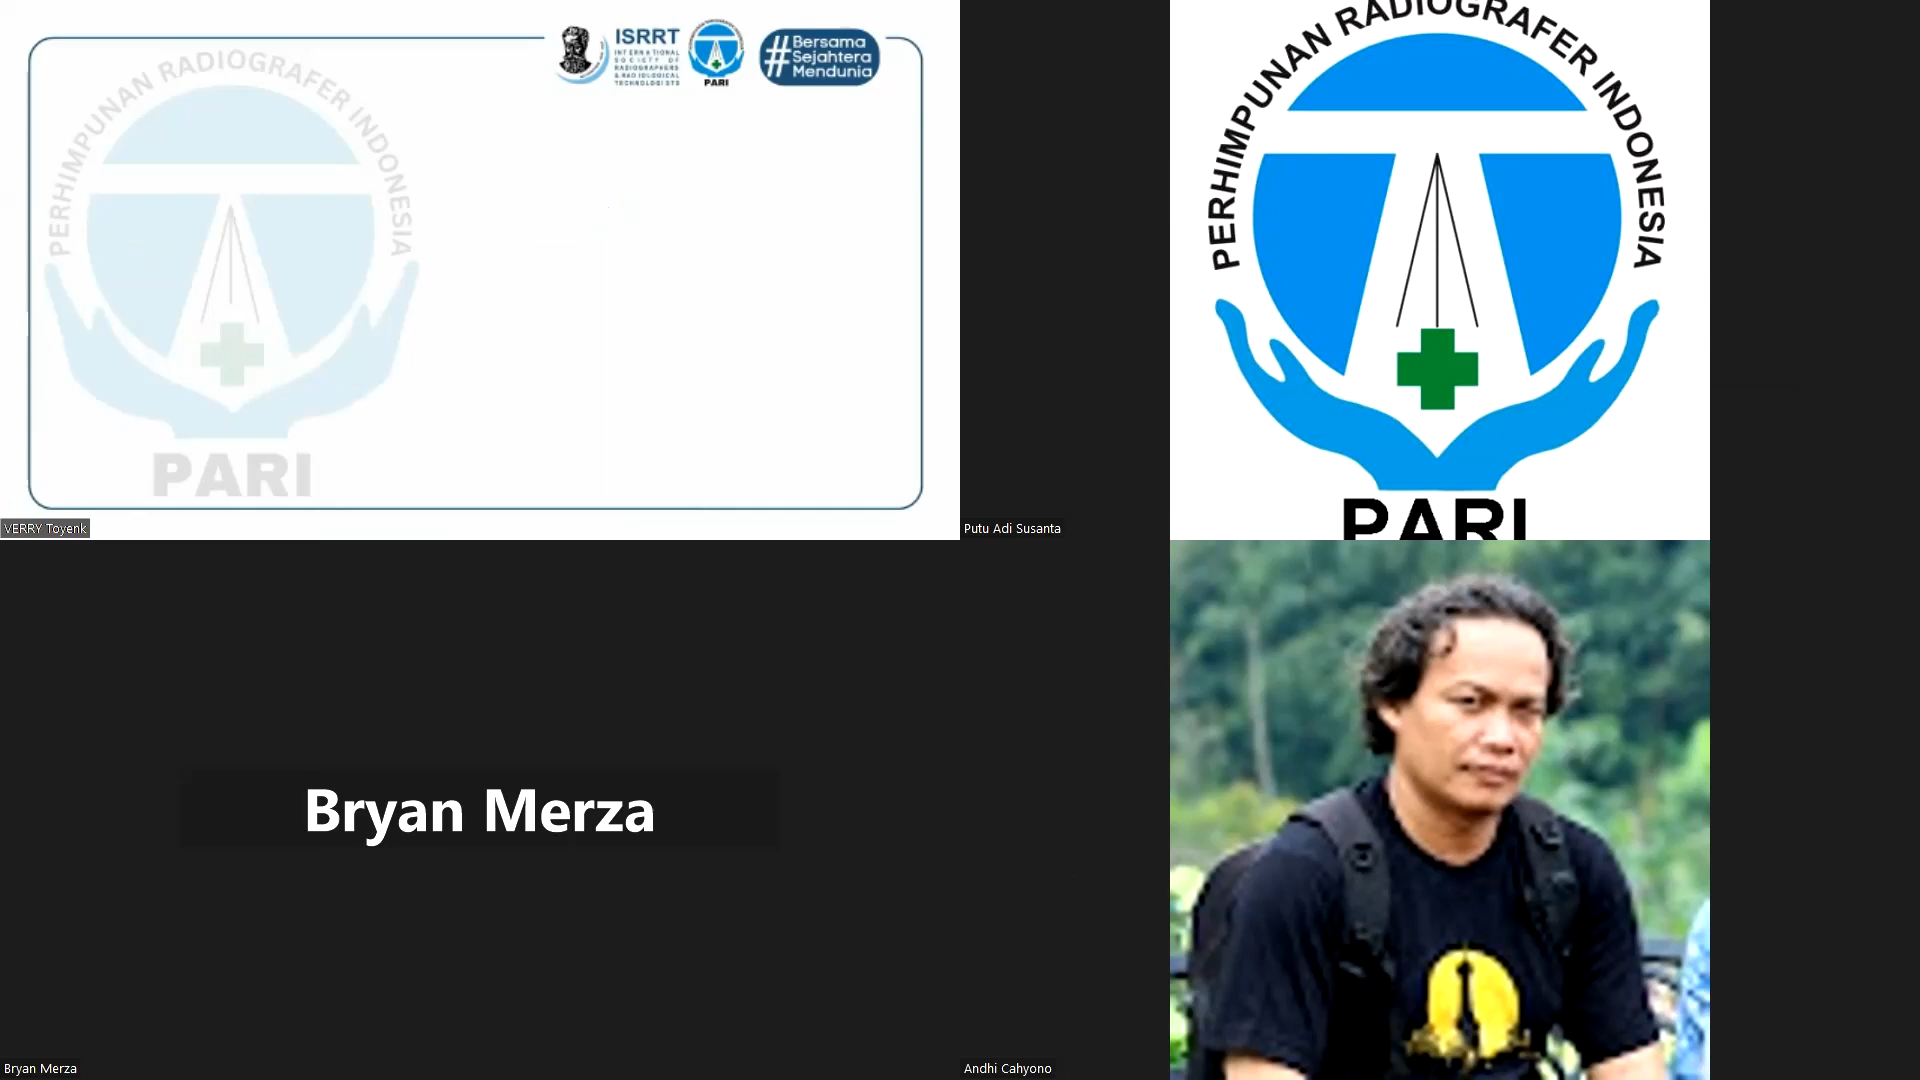 PERHIMPUNAN RADIOGRAFER INDONESIA
PARI
ISRRT
INTERNATIONAL
SOCIETY OF
RADIOGRAPHERS
& RADIOLOGICAL
TECHNOLOGISTS
PARI
#Bersama
Sejahtera
Mendunia
VERRY Toyenk
PERHIMPUNAN RADIOGRAFER INDONESIA
PARI
Putu Adi Susanta
Bryan Merza
Bryan Merza
Andhi Cahyono